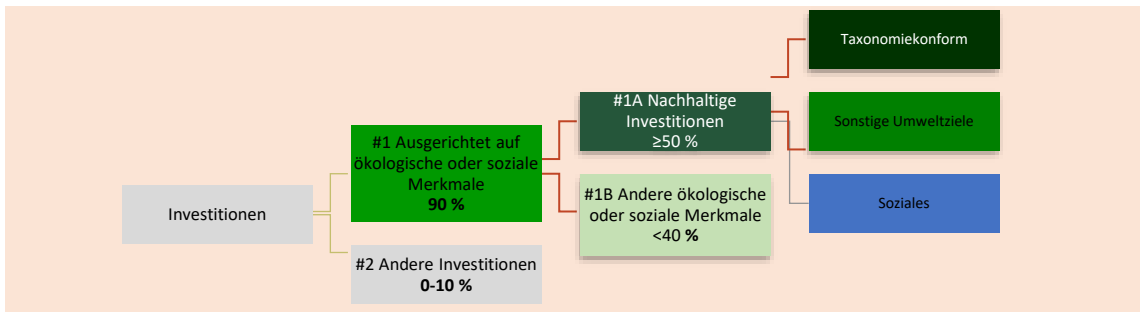 Investitionen
#1 Ausgerichtet auf
ökologische oder soziale
Merkmale
90 %
#2 Andere Investitionen
0-10 %
#1A Nachhaltige
Investitionen
≥50 %
#1B Andere ökologische
oder soziale Merkmale
<40 %
Taxonomiekonform
Sonstige Umweltziele
Soziales